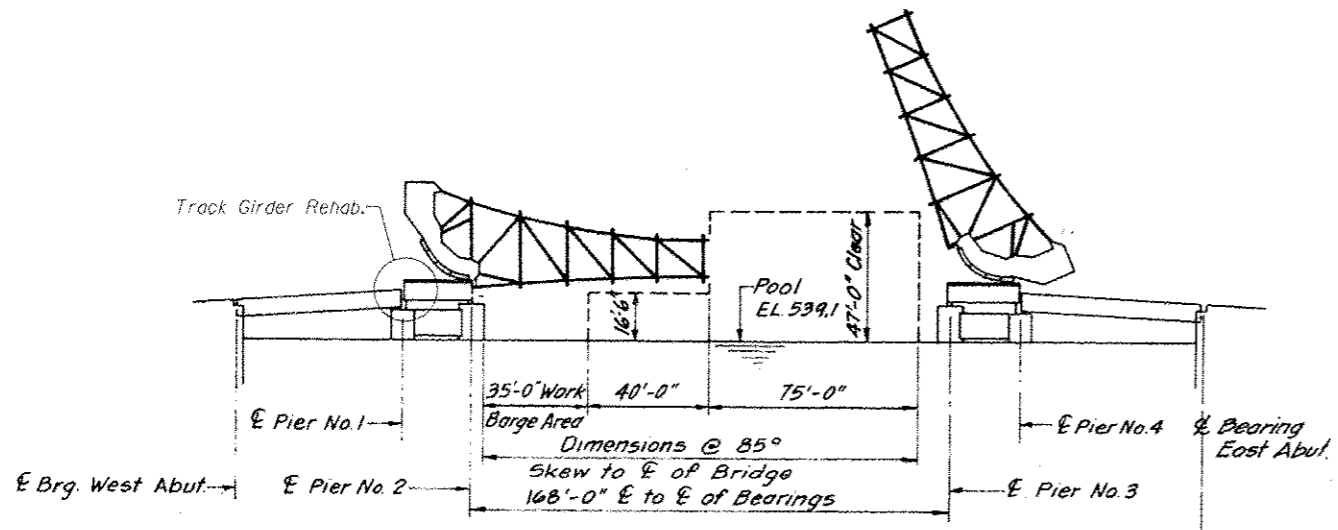 Track Girder Rehab.
Pool
EL. 539.1
47'-0" Clear
16'-6"
35'-0" Work
Barge Area
40'-0"
75'-0"
Dimensions @ 85°
Skew to ℄ of Bridge
168'-0" ℄ to ℄ of Bearings
℄ Pier No. 1
℄ Pier No. 4
℄ Bearing
East Abut.
℄ Brg. West Abut.
℄ Pier No. 2
℄ Pier No. 3